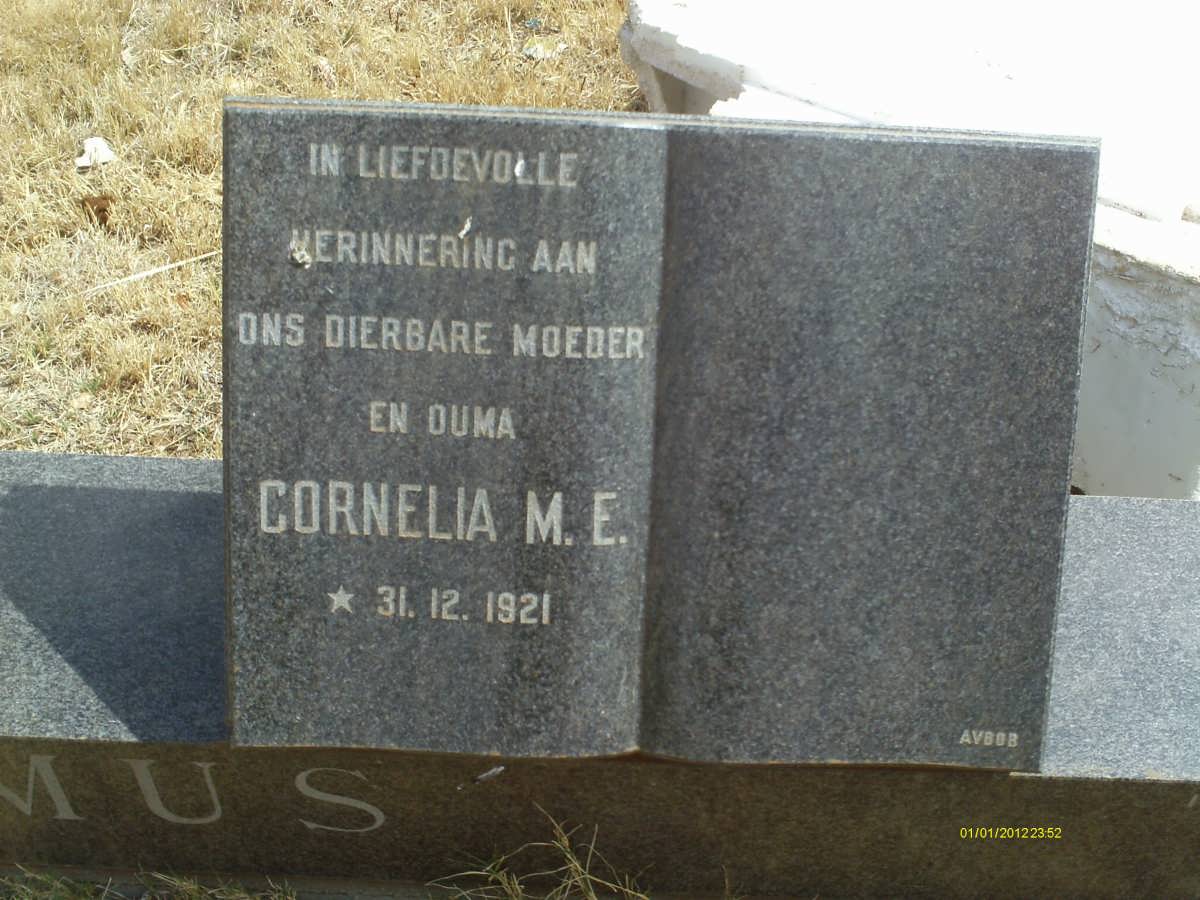 IN LIEFDEVOLLE
HERINNERING AAN
ONS DIERBARE MOEDER
EN OUMA
CORNELIA M. E.
★ 31. 12. 1921
AVBOB
MUS
01/01/2012 23:52